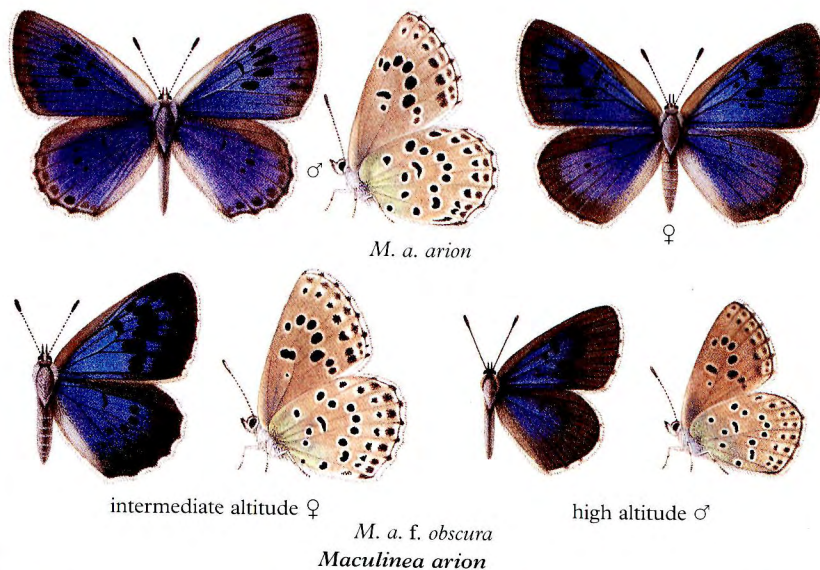 ♂
♀
M. a. arion
intermediate altitude ♀
high altitude ♂
M. a. f. obscura
Maculinea arion